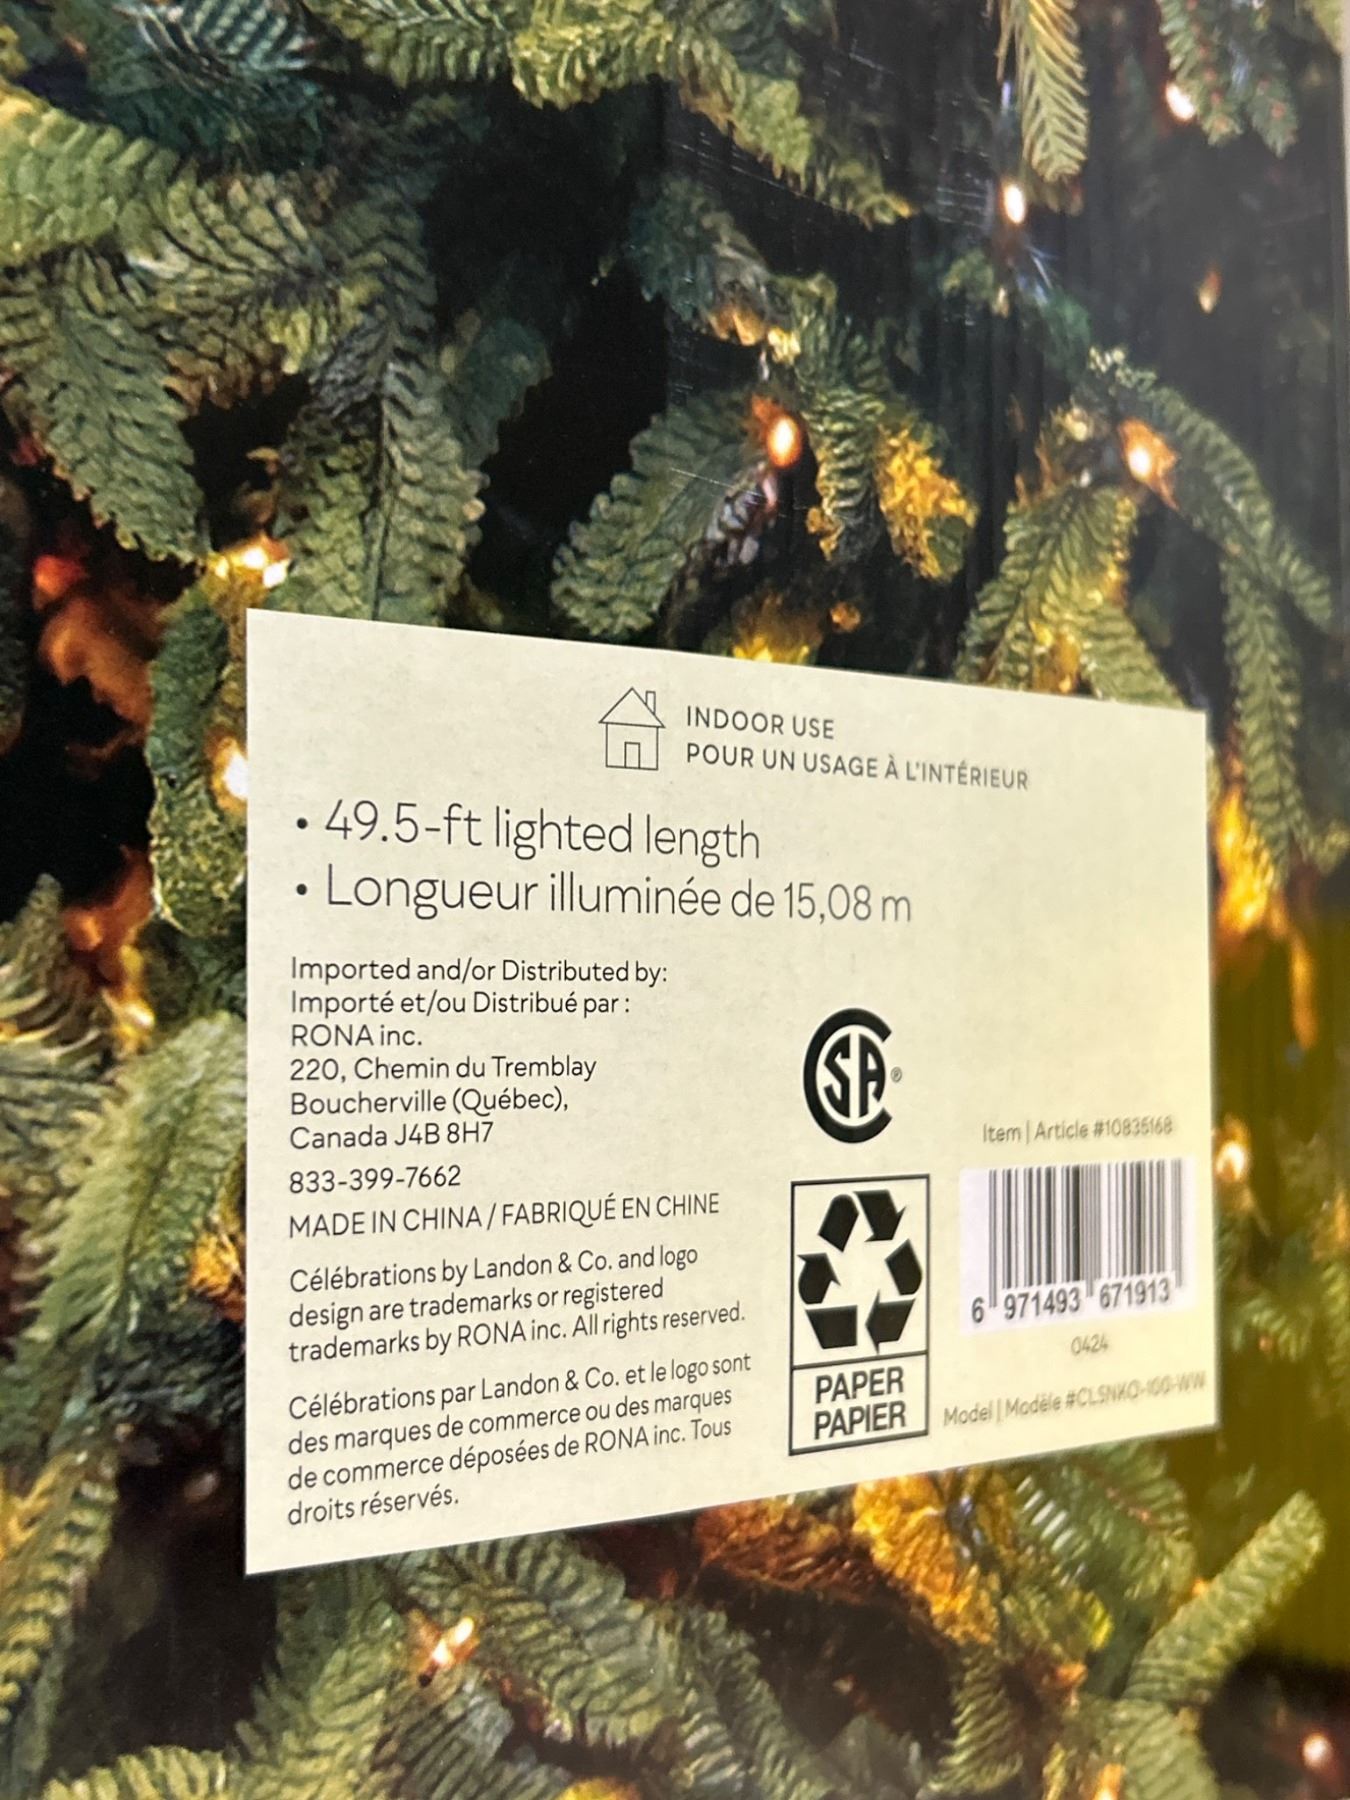 INDOOR USE
POUR UN USAGE À L'INTÉRIEUR
• 49.5-ft lighted length
• Longueur illuminée de 15,08 m
Imported and/or Distributed by:
Importé et/ou Distribué par :
RONA inc.
220, Chemin du Tremblay
Boucherville (Québec),
Canada J4B 8H7
833-399-7662
MADE IN CHINA / FABRIQUÉ EN CHINE
Célébrations by Landon & Co. and logo
design are trademarks or registered
trademarks by RONA inc. All rights reserved.
Célébrations par Landon & Co. et le logo sont
des marques de commerce ou des marques
de commerce déposées de RONA inc. Tous
droits réservés.
CSA®
PAPER
PAPIER
Item | Article #10835168
6 971493 671913
0424
Model | Modèle #CLSNKO-100-WW